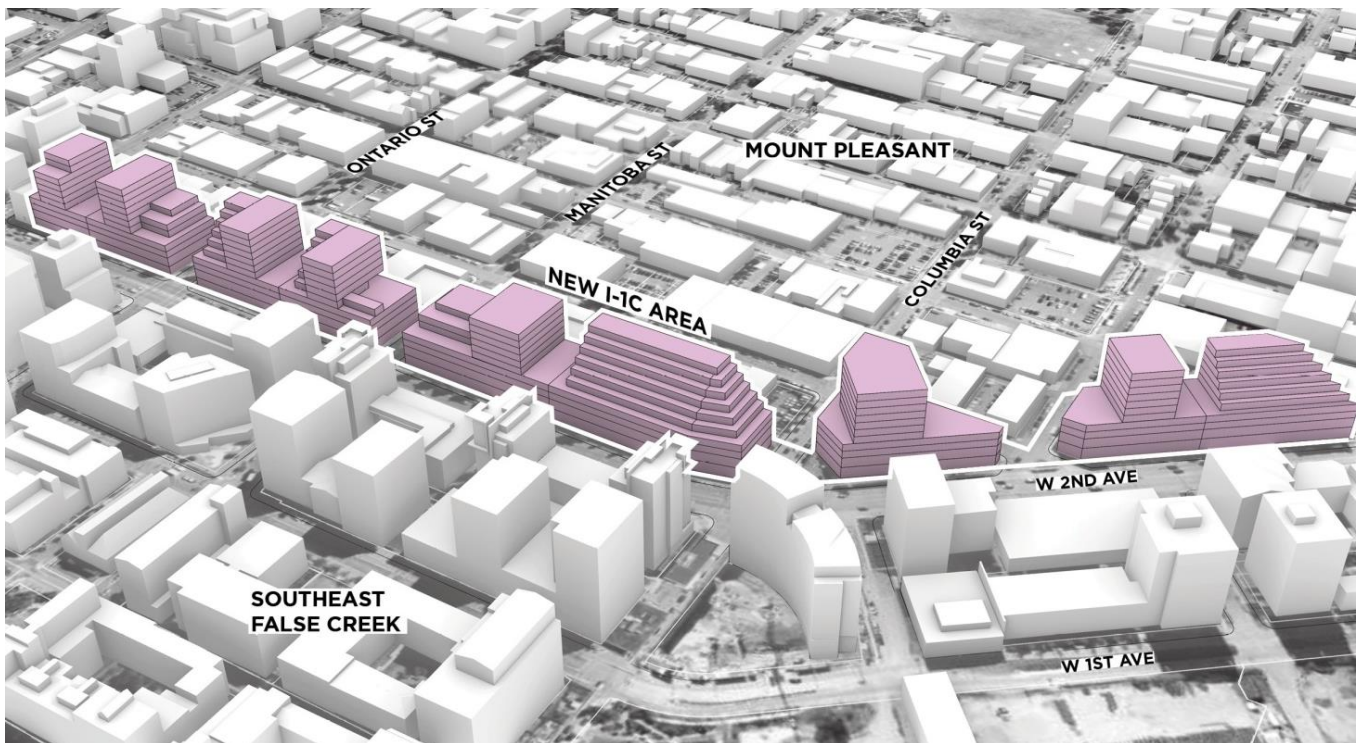 ONTARIO ST
MANITOBA ST
MOUNT PLEASANT
COLUMBIA ST
NEW I-1C AREA
W 2ND AVE
SOUTHEAST
FALSE CREEK
W 1ST AVE